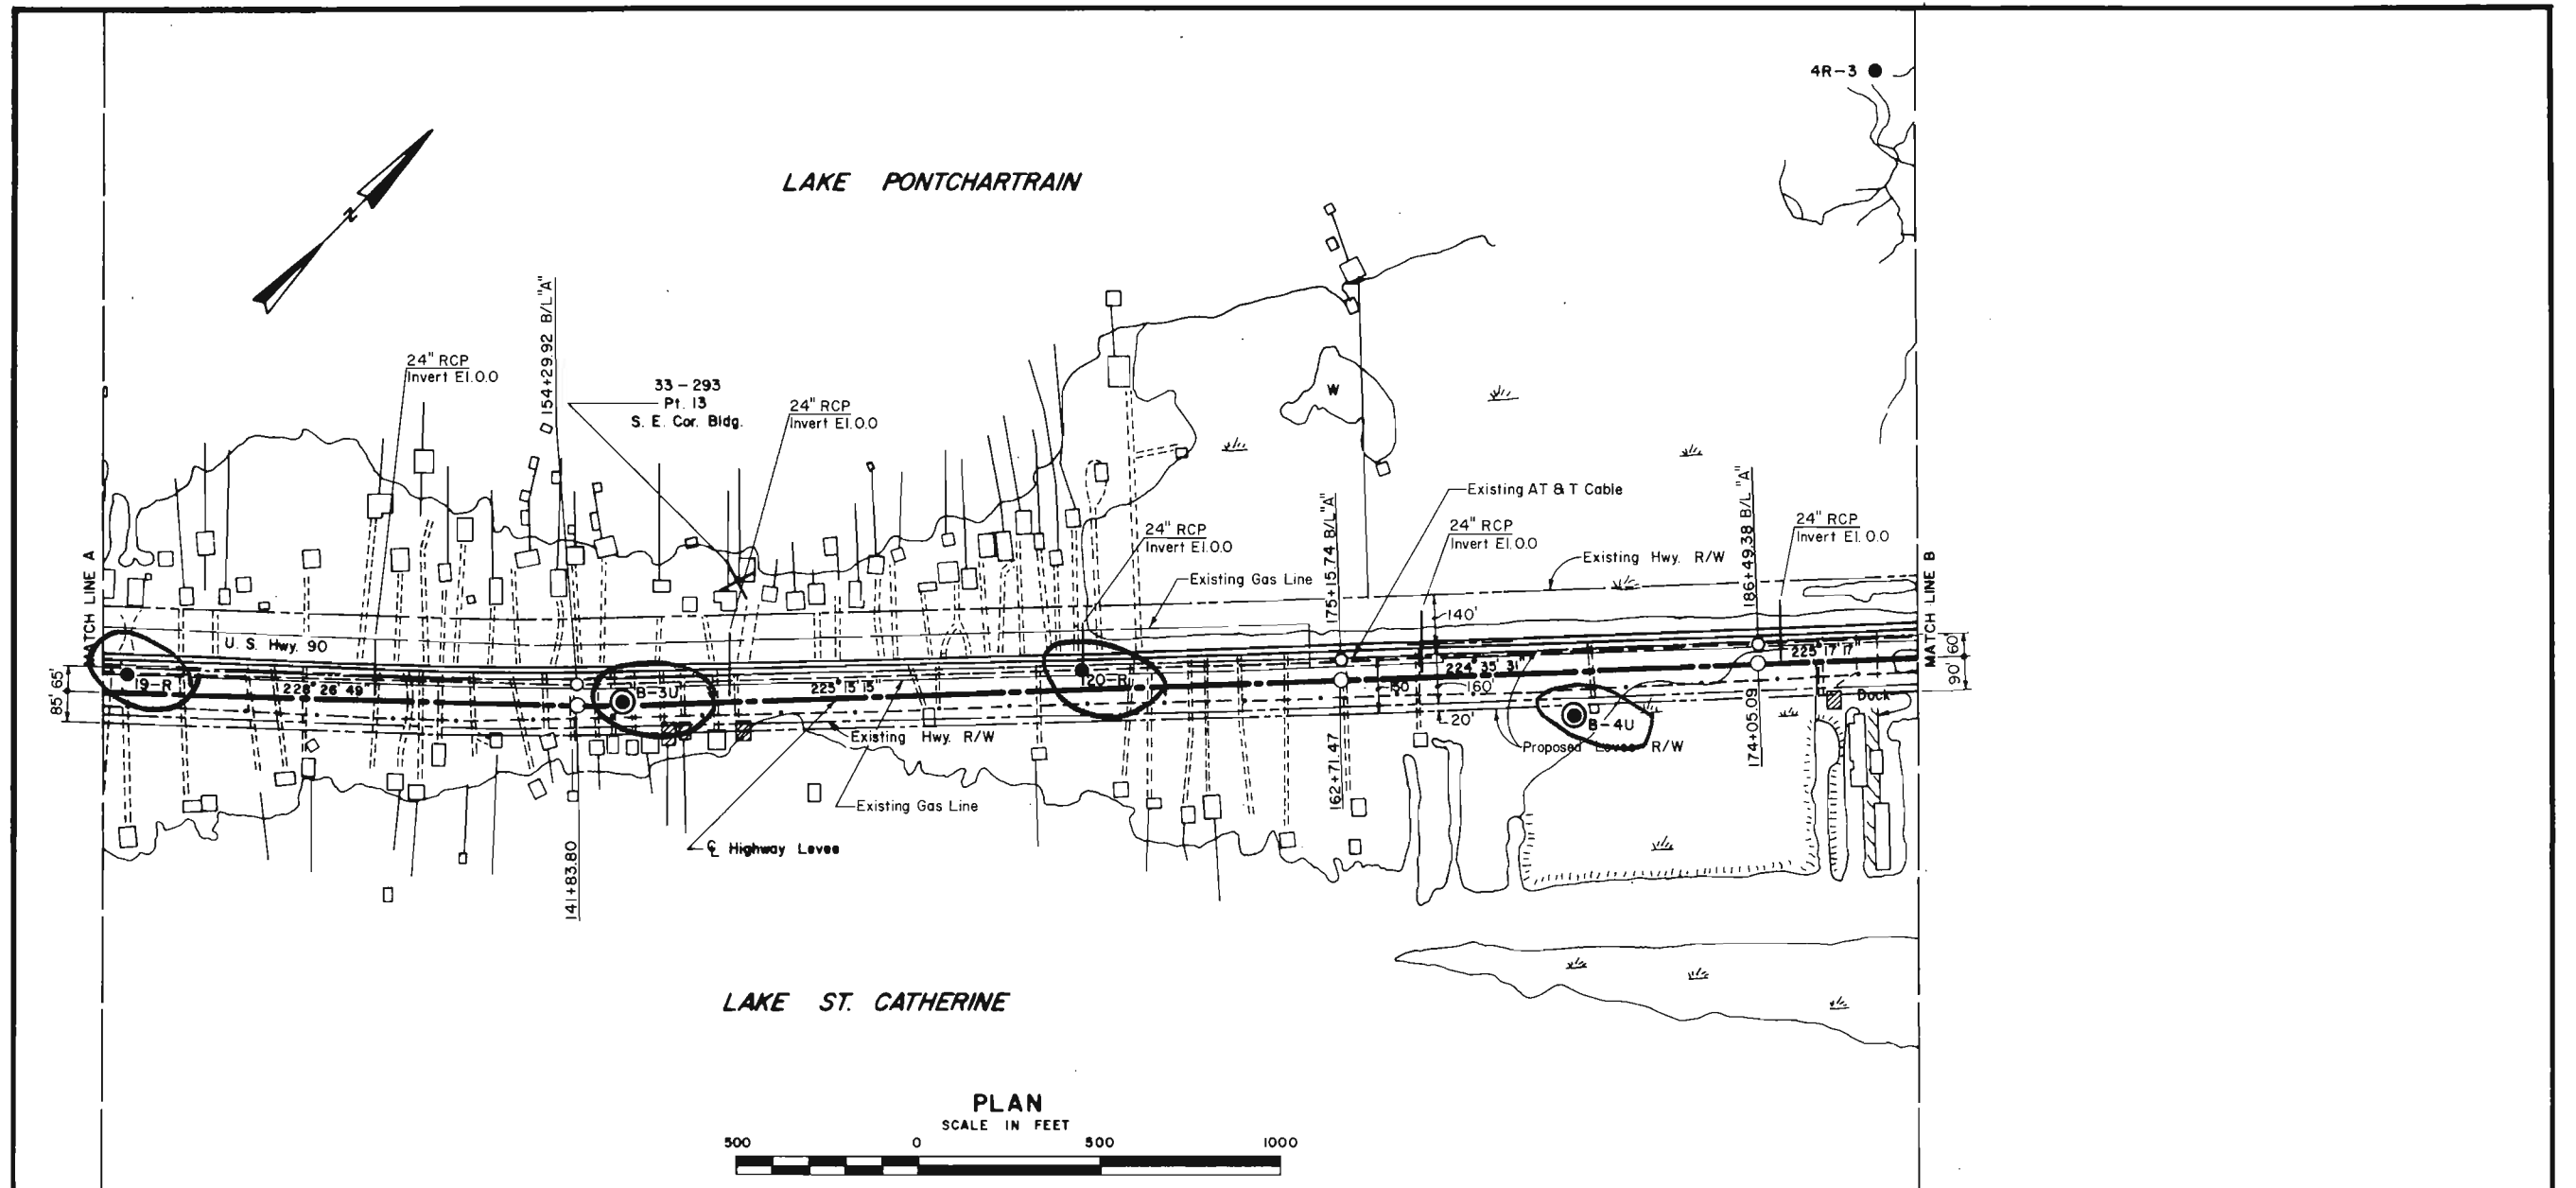 4R-3
LAKE PONTCHARTRAIN
N
154+29.92 B/L "A"
24" RCP
Invert El. 0.0
33-293
Pt. 13
S. E. Cor. Bldg.
24" RCP
Invert El. 0.0
W
Existing AT & T Cable
175+15.74 B/L "A"
186+49.38 B/L "A"
24" RCP
Invert El. 0.0
24" RCP
Invert El. 0.0
24" RCP
Invert El. 0.0
Existing Hwy. R/W
Existing Gas Line
MATCH LINE A
MATCH LINE B
140'
U. S. Hwy. 90
65'
85'
19-R
228° 26' 49"
B-3U
225° 15' 15"
20-R
224° 35' 31"
160'
20'
225° 17' 17"
60'
90'
Dock
B-4U
Existing Hwy. R/W
Proposed Levee R/W
Existing Gas Line
℄ Highway Levee
141+83.80
162+71.47
174+05.09
LAKE ST. CATHERINE
PLAN
SCALE IN FEET
500 0 500 1000